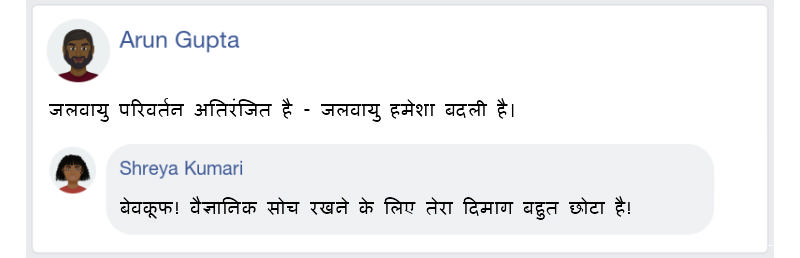 Arun Gupta
जलवायु परिवर्तन अतिरंजित है - जलवायु हमेशा बदली है।
Shreya Kumari
बेवकूफ! वैज्ञानिक सोच रखने के लिए तेरा दिमाग बहुत छोटा है!